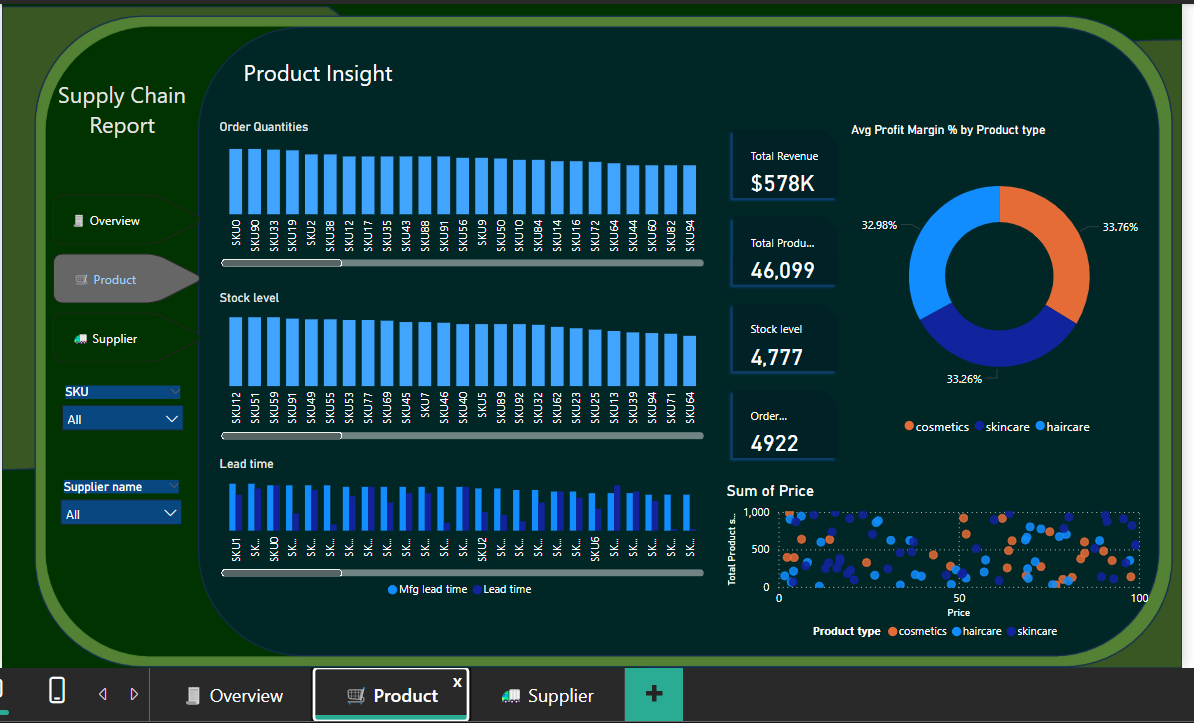 Supply Chain
Report
Overview
Product
Supplier
SKU
All
Supplier name
All
Product Insight
Order Quantities
SKU0
SKU90
SKU33
SKU19
SKU2
SKU38
SKU12
SKU17
SKU35
SKU43
SKU88
SKU91
SKU56
SKU9
SKU50
SKU10
SKU84
SKU14
SKU16
SKU72
SKU64
SKU44
SKU60
SKU82
SKU94
Stock level
SKU12
SKU51
SKU59
SKU91
SKU49
SKU55
SKU53
SKU77
SKU69
SKU45
SKU7
SKU46
SKU40
SKU5
SKU89
SKU92
SKU32
SKU62
SKU23
SKU25
SKU13
SKU39
SKU94
SKU71
SKU64
Lead time
SKU1
SK...
SKU0
SK...
SK...
SK...
SK...
SK...
SK...
SK...
SK...
SK...
SK...
SKU2
SK...
SK...
SK...
SK...
SK...
SKU6
SK...
SK...
SK...
SK...
SK...
Mfg lead time
Lead time
Total Revenue
$578K
Total Produ...
46,099
Stock level
4,777
Order...
4922
Avg Profit Margin % by Product type
32.98%
33.76%
33.26%
cosmetics
skincare
haircare
Sum of Price
Total Product s...
1,000
500
0
0
50
100
Price
Product type
cosmetics
haircare
skincare
Overview
Product
x
Supplier
+